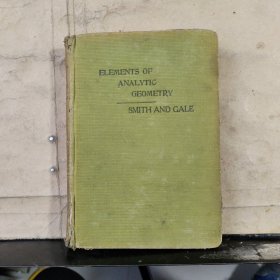 ELEMENTS OF
ANALYTIC
GEOMETRY
SMITH AND GALE